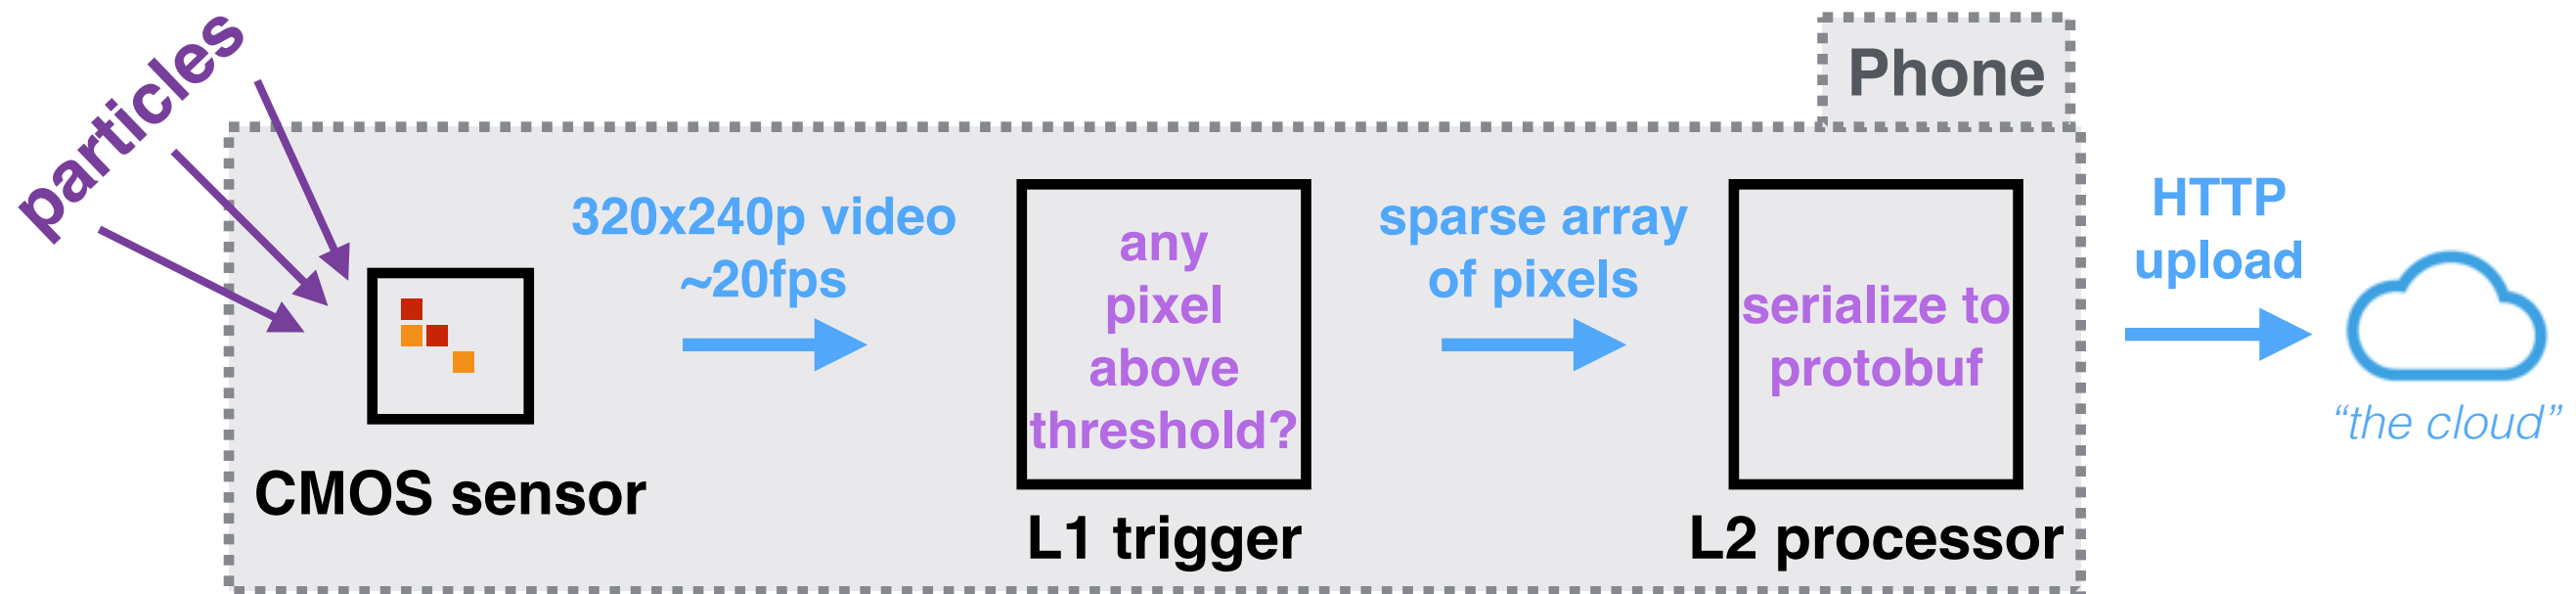 particles
Phone
CMOS sensor
320x240p video
~20fps
any
pixel
above
threshold?
L1 trigger
sparse array
of pixels
serialize to
protobuf
L2 processor
HTTP
upload
“the cloud”